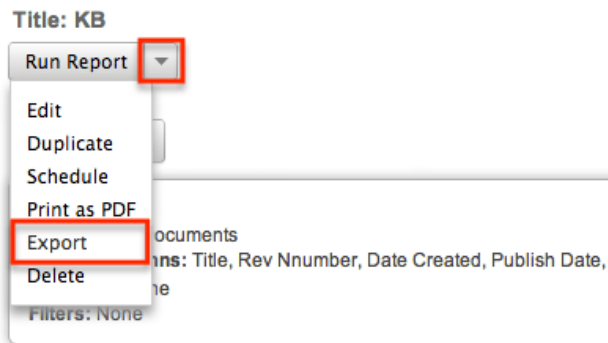 Title: KB
Run Report
Edit
Duplicate
Schedule
Print as PDF
Export
Delete
ocuments
nns: Title, Rev Nnumber, Date Created, Publish Date,
ne
Filters: None